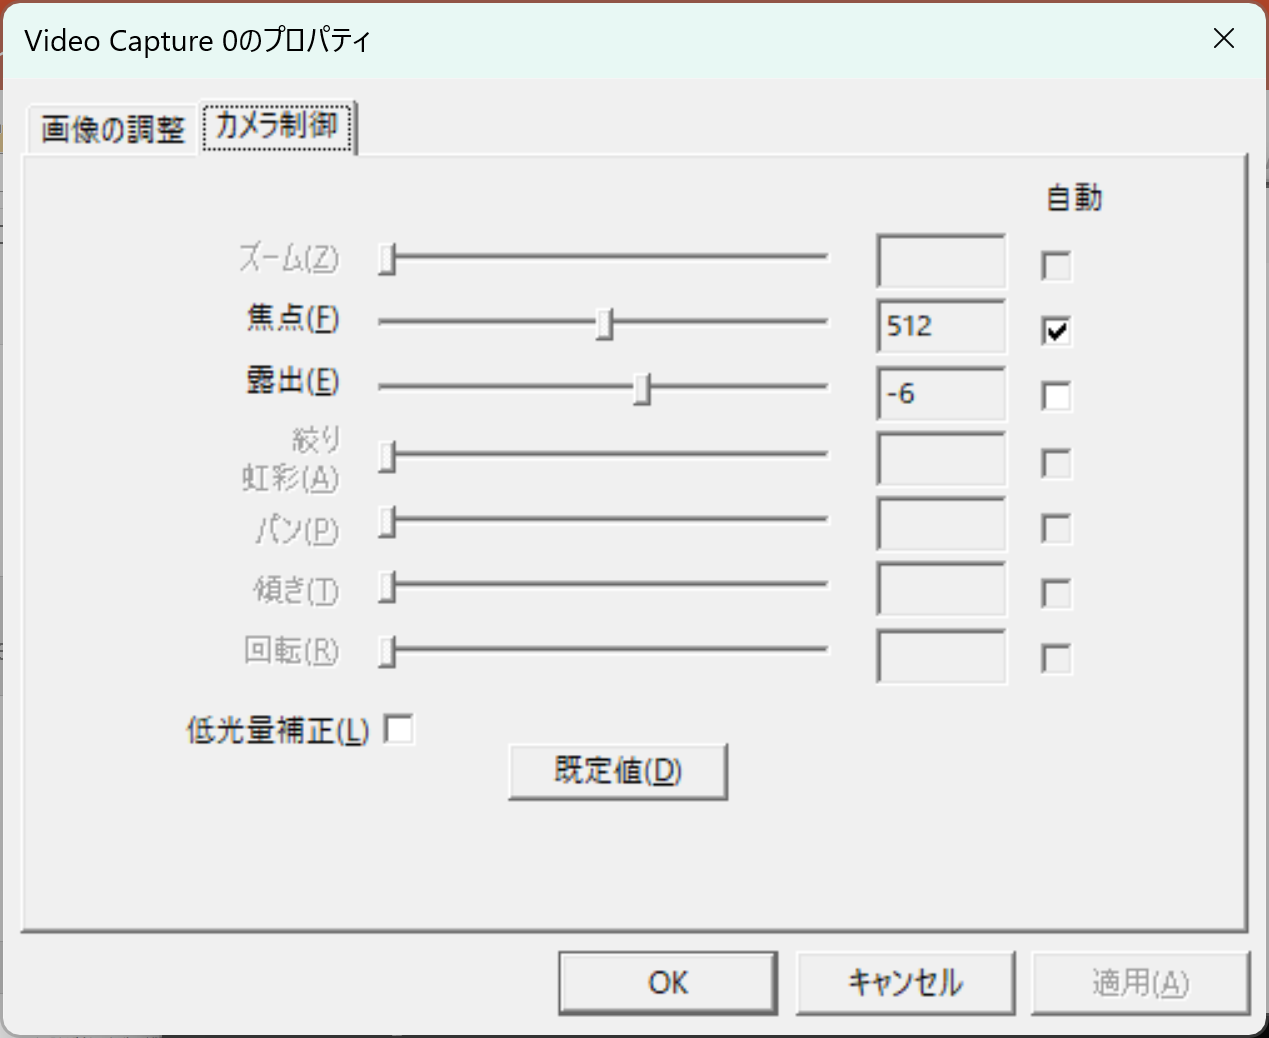 Video Capture 0のプロパティ
画像の調整
カメラ制御
自動
ズーム(Z)
焦点(F)
512
露出(E)
-6
絞り
虹彩(A)
パン(P)
傾き(T)
回転(R)
低光量補正(L)
既定値(D)
OK
キャンセル
適用(A)